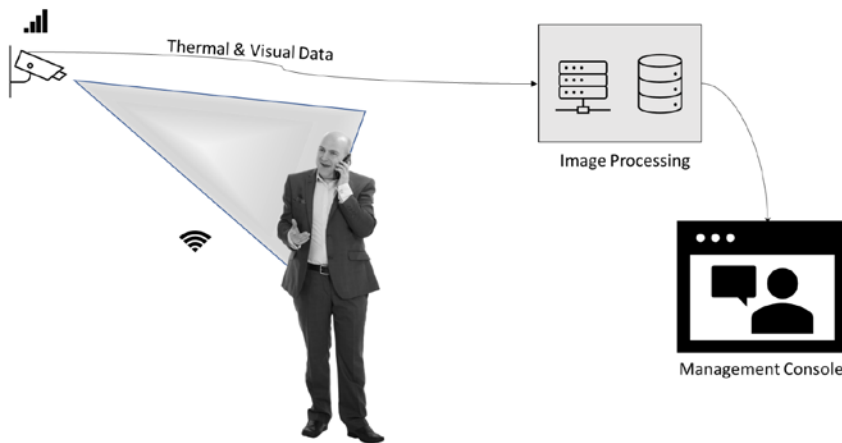 Thermal & Visual Data
Image Processing
Management Console